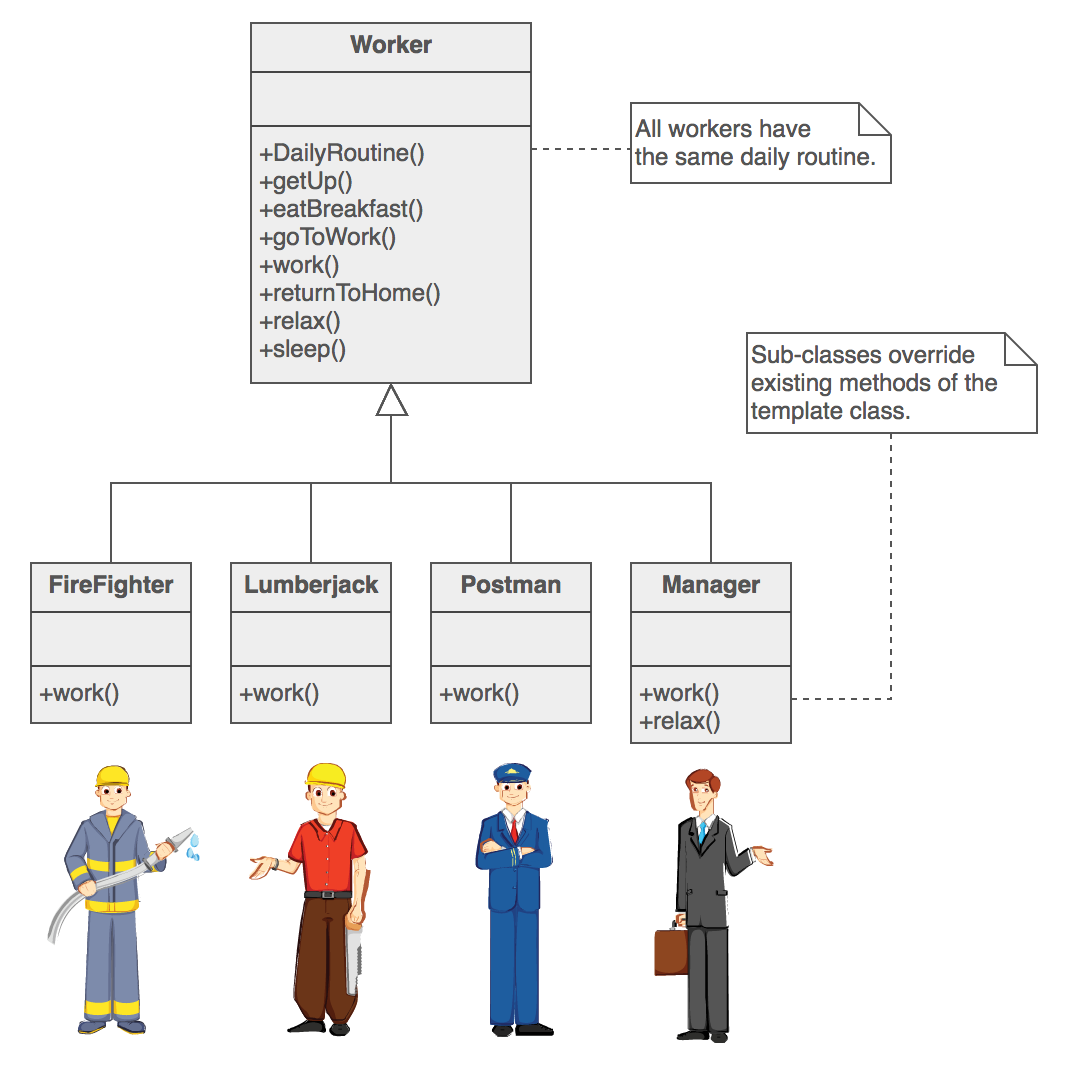 Worker
+DailyRoutine()
+getUp()
+eatBreakfast()
+goToWork()
+work()
+returnToHome()
+relax()
+sleep()
All workers have
the same daily routine.
Sub-classes override
existing methods of the
template class.
FireFighter
+work()
Lumberjack
+work()
Postman
+work()
Manager
+work()
+relax()